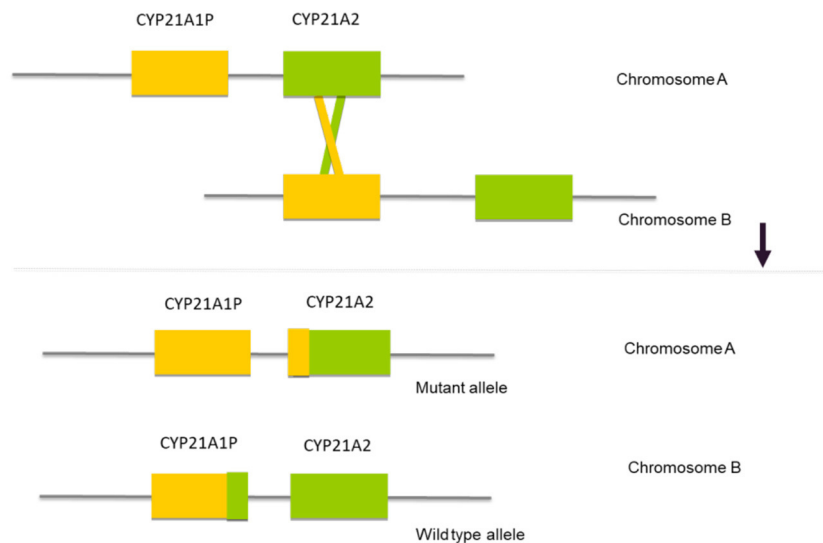 CYP21A1P
CYP21A2
Chromosome A
Chromosome B
CYP21A1P
CYP21A2
Chromosome A
Mutant allele
CYP21A1P
CYP21A2
Chromosome B
Wild type allele